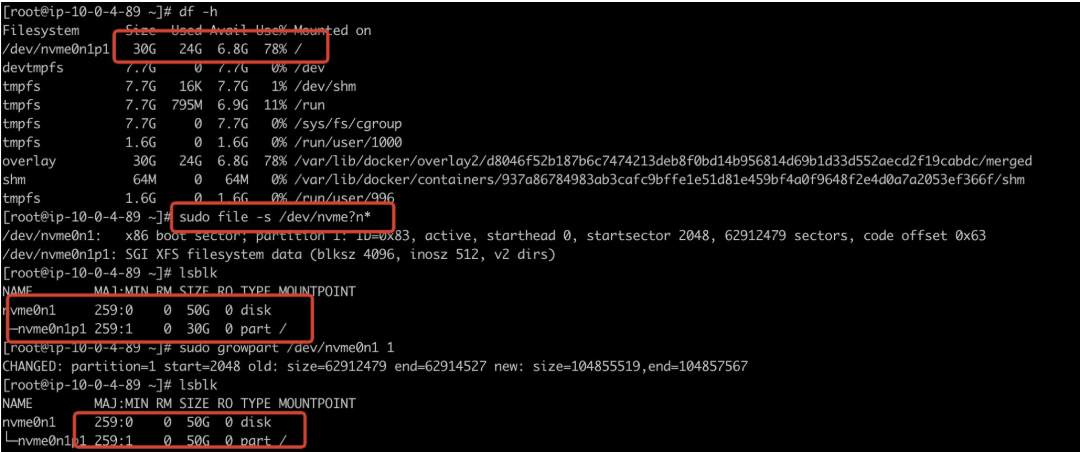 [root@ip-10-0-4-89 ~]# df -h
Filesystem Size Used Avail Use% Mounted on
/dev/nvme0n1p1 30G 24G 6.8G 78% /
devtmpfs 7.7G 0 7.7G 0% /dev
tmpfs 7.7G 16K 7.7G 1% /dev/shm
tmpfs 7.7G 795M 6.9G 11% /run
tmpfs 7.7G 0 7.7G 0% /sys/fs/cgroup
tmpfs 1.6G 0 1.6G 0% /run/user/1000
overlay 30G 24G 6.8G 78% /var/lib/docker/overlay2/d8046f52b187b6c7474213deb8f0bd14b956814d69b1d33d552aecd2f19cabdc/merged
shm 64M 0 64M 0% /var/lib/docker/containers/937a86784983ab3cafc9bffe1e51d81e459bf4a0f9648f2e4d0a7a2053ef366f/shm
tmpfs 1.6G 0 1.6G 0% /run/user/996
[root@ip-10-0-4-89 ~]# sudo file -s /dev/nvme?n*
/dev/nvme0n1: x86 boot sector; partition 1: ID=0x83, active, starthead 0, startsector 2048, 62912479 sectors, code offset 0x63
/dev/nvme0n1p1: SGI XFS filesystem data (blksz 4096, inosz 512, v2 dirs)
[root@ip-10-0-4-89 ~]# lsblk
NAME MAJ:MIN RM SIZE RO TYPE MOUNTPOINT
nvme0n1 259:0 0 50G 0 disk
└─nvme0n1p1 259:1 0 30G 0 part /
[root@ip-10-0-4-89 ~]# sudo growpart /dev/nvme0n1 1
CHANGED: partition=1 start=2048 old: size=62912479 end=62914527 new: size=104855519,end=104857567
[root@ip-10-0-4-89 ~]# lsblk
NAME MAJ:MIN RM SIZE RO TYPE MOUNTPOINT
nvme0n1 259:0 0 50G 0 disk
└─nvme0n1p1 259:1 0 50G 0 part /